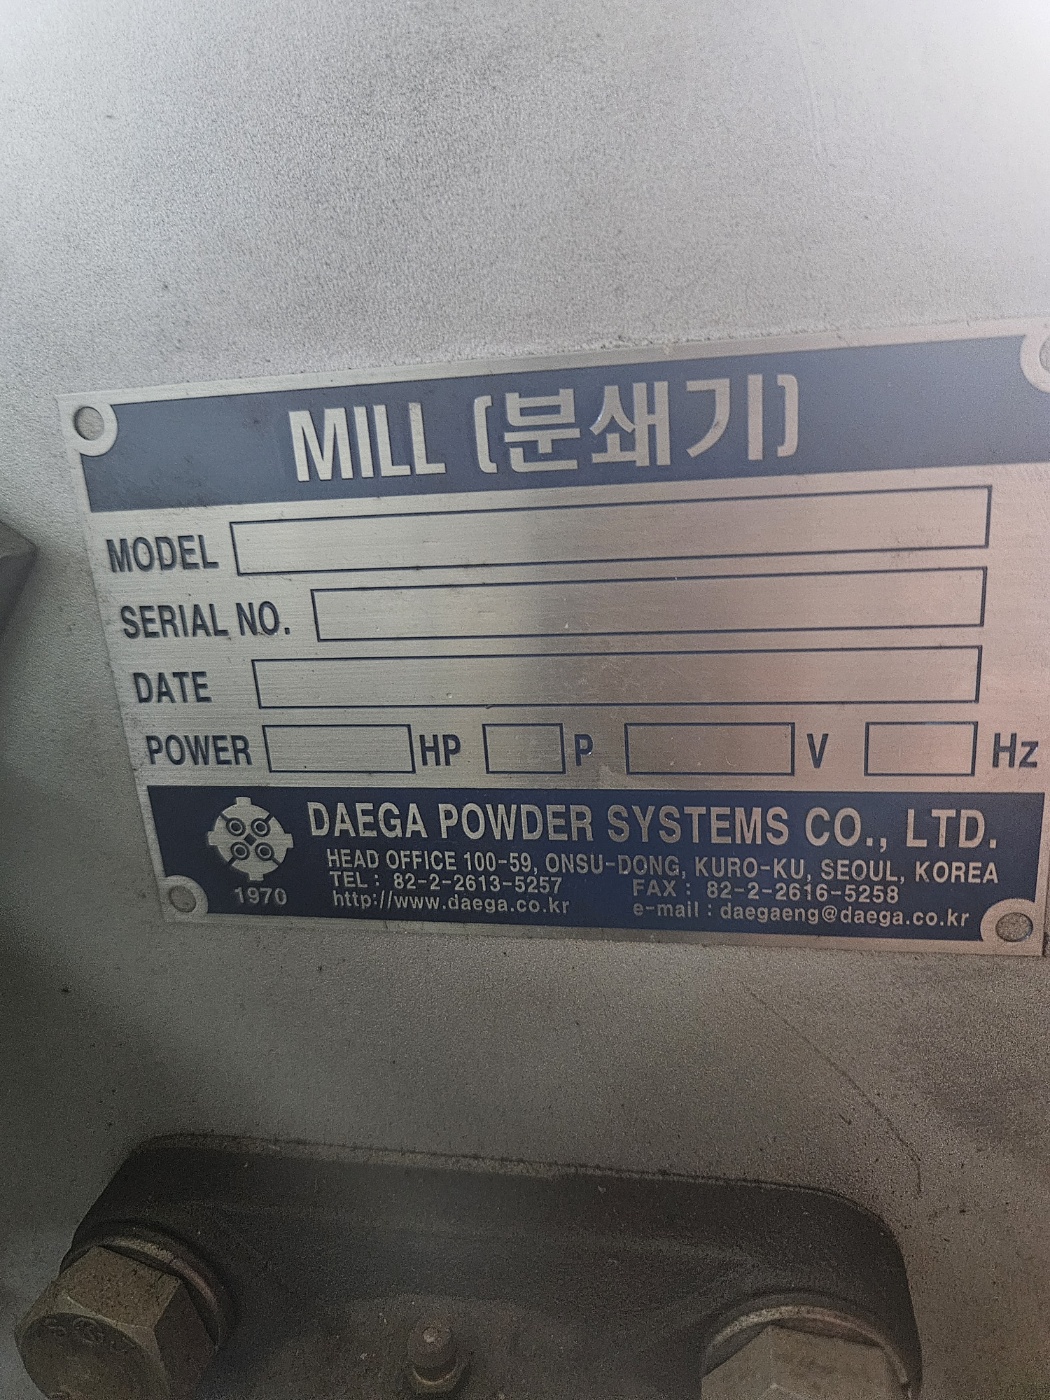 MILL (분쇄기)
MODEL
SERIAL NO.
DATE
POWER HP P V Hz
DAEGA POWDER SYSTEMS CO., LTD.
HEAD OFFICE 100-59, ONSU-DONG, KURO-KU, SEOUL, KOREA
TEL : 82-2-2613-5257 FAX : 82-2-2616-5258
http://www.daega.co.kr e-mail : daegaeng@daega.co.kr
1970